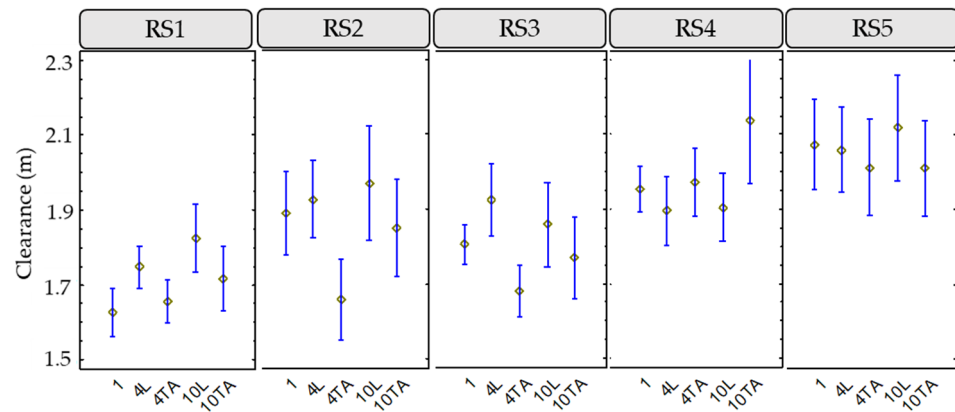 RS1 RS2 RS3 RS4 RS5
Clearance (m)
2.3
2.1
1.9
1.7
1.5
1 4L 4TA 10L 10TA 1 4L 4TA 10L 10TA 1 4L 4TA 10L 10TA 1 4L 4TA 10L 10TA 1 4L 4TA 10L 10TA